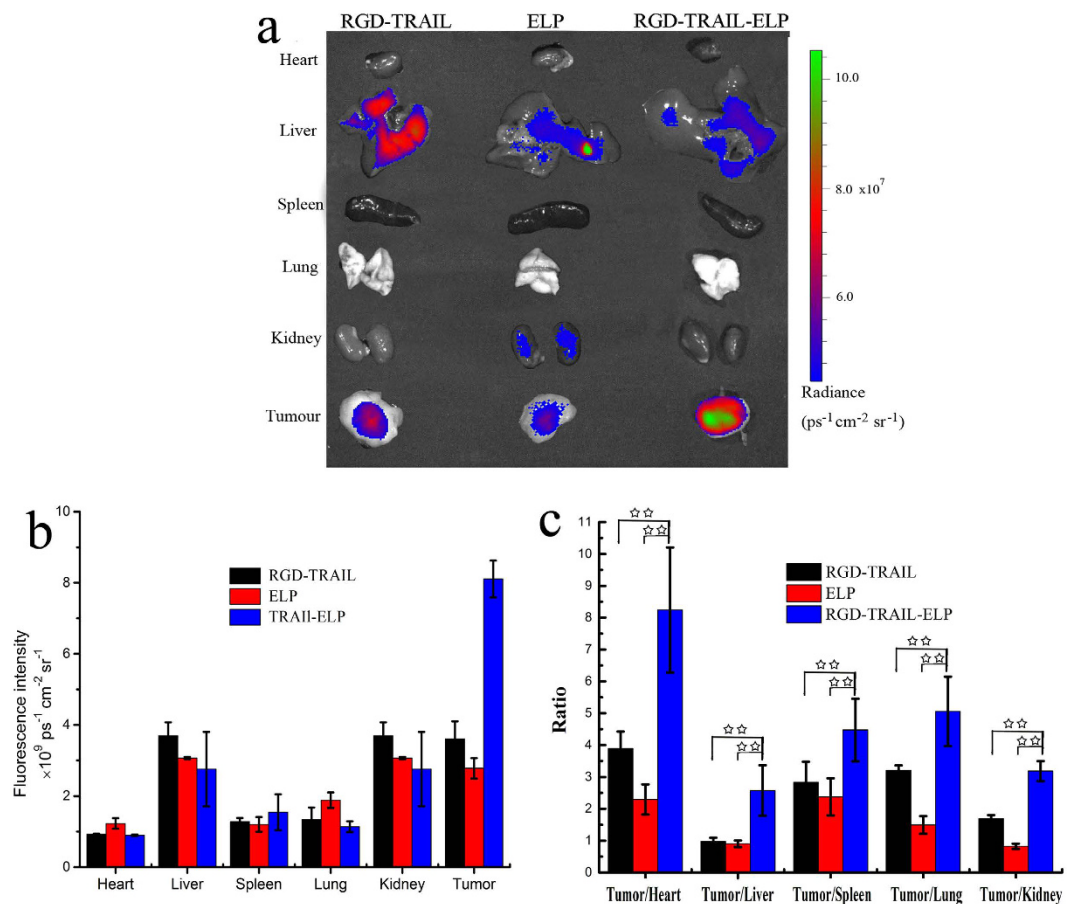 a
RGD-TRAIL ELP RGD-TRAIL-ELP
Heart
Liver
Spleen
Lung
Kidney
Tumour
10.0
8.0 x10⁷
6.0
Radiance
(ps⁻¹ cm⁻² sr⁻¹)
b
Fluorescence intensity
×10⁹ ps⁻¹ cm⁻² sr⁻¹
10
8
6
4
2
0
RGD-TRAIL
ELP
TRAIl-ELP
Heart Liver Spleen Lung Kidney Tumor
c
Ratio
11
10
9
8
7
6
5
4
3
2
1
0
☆☆
☆☆
☆☆
☆☆
☆☆
☆☆
☆☆
☆☆
☆☆
☆☆
RGD-TRAIL
ELP
RGD-TRAIL-ELP
Tumor/Heart Tumor/Liver Tumor/Spleen Tumor/Lung Tumor/Kidney